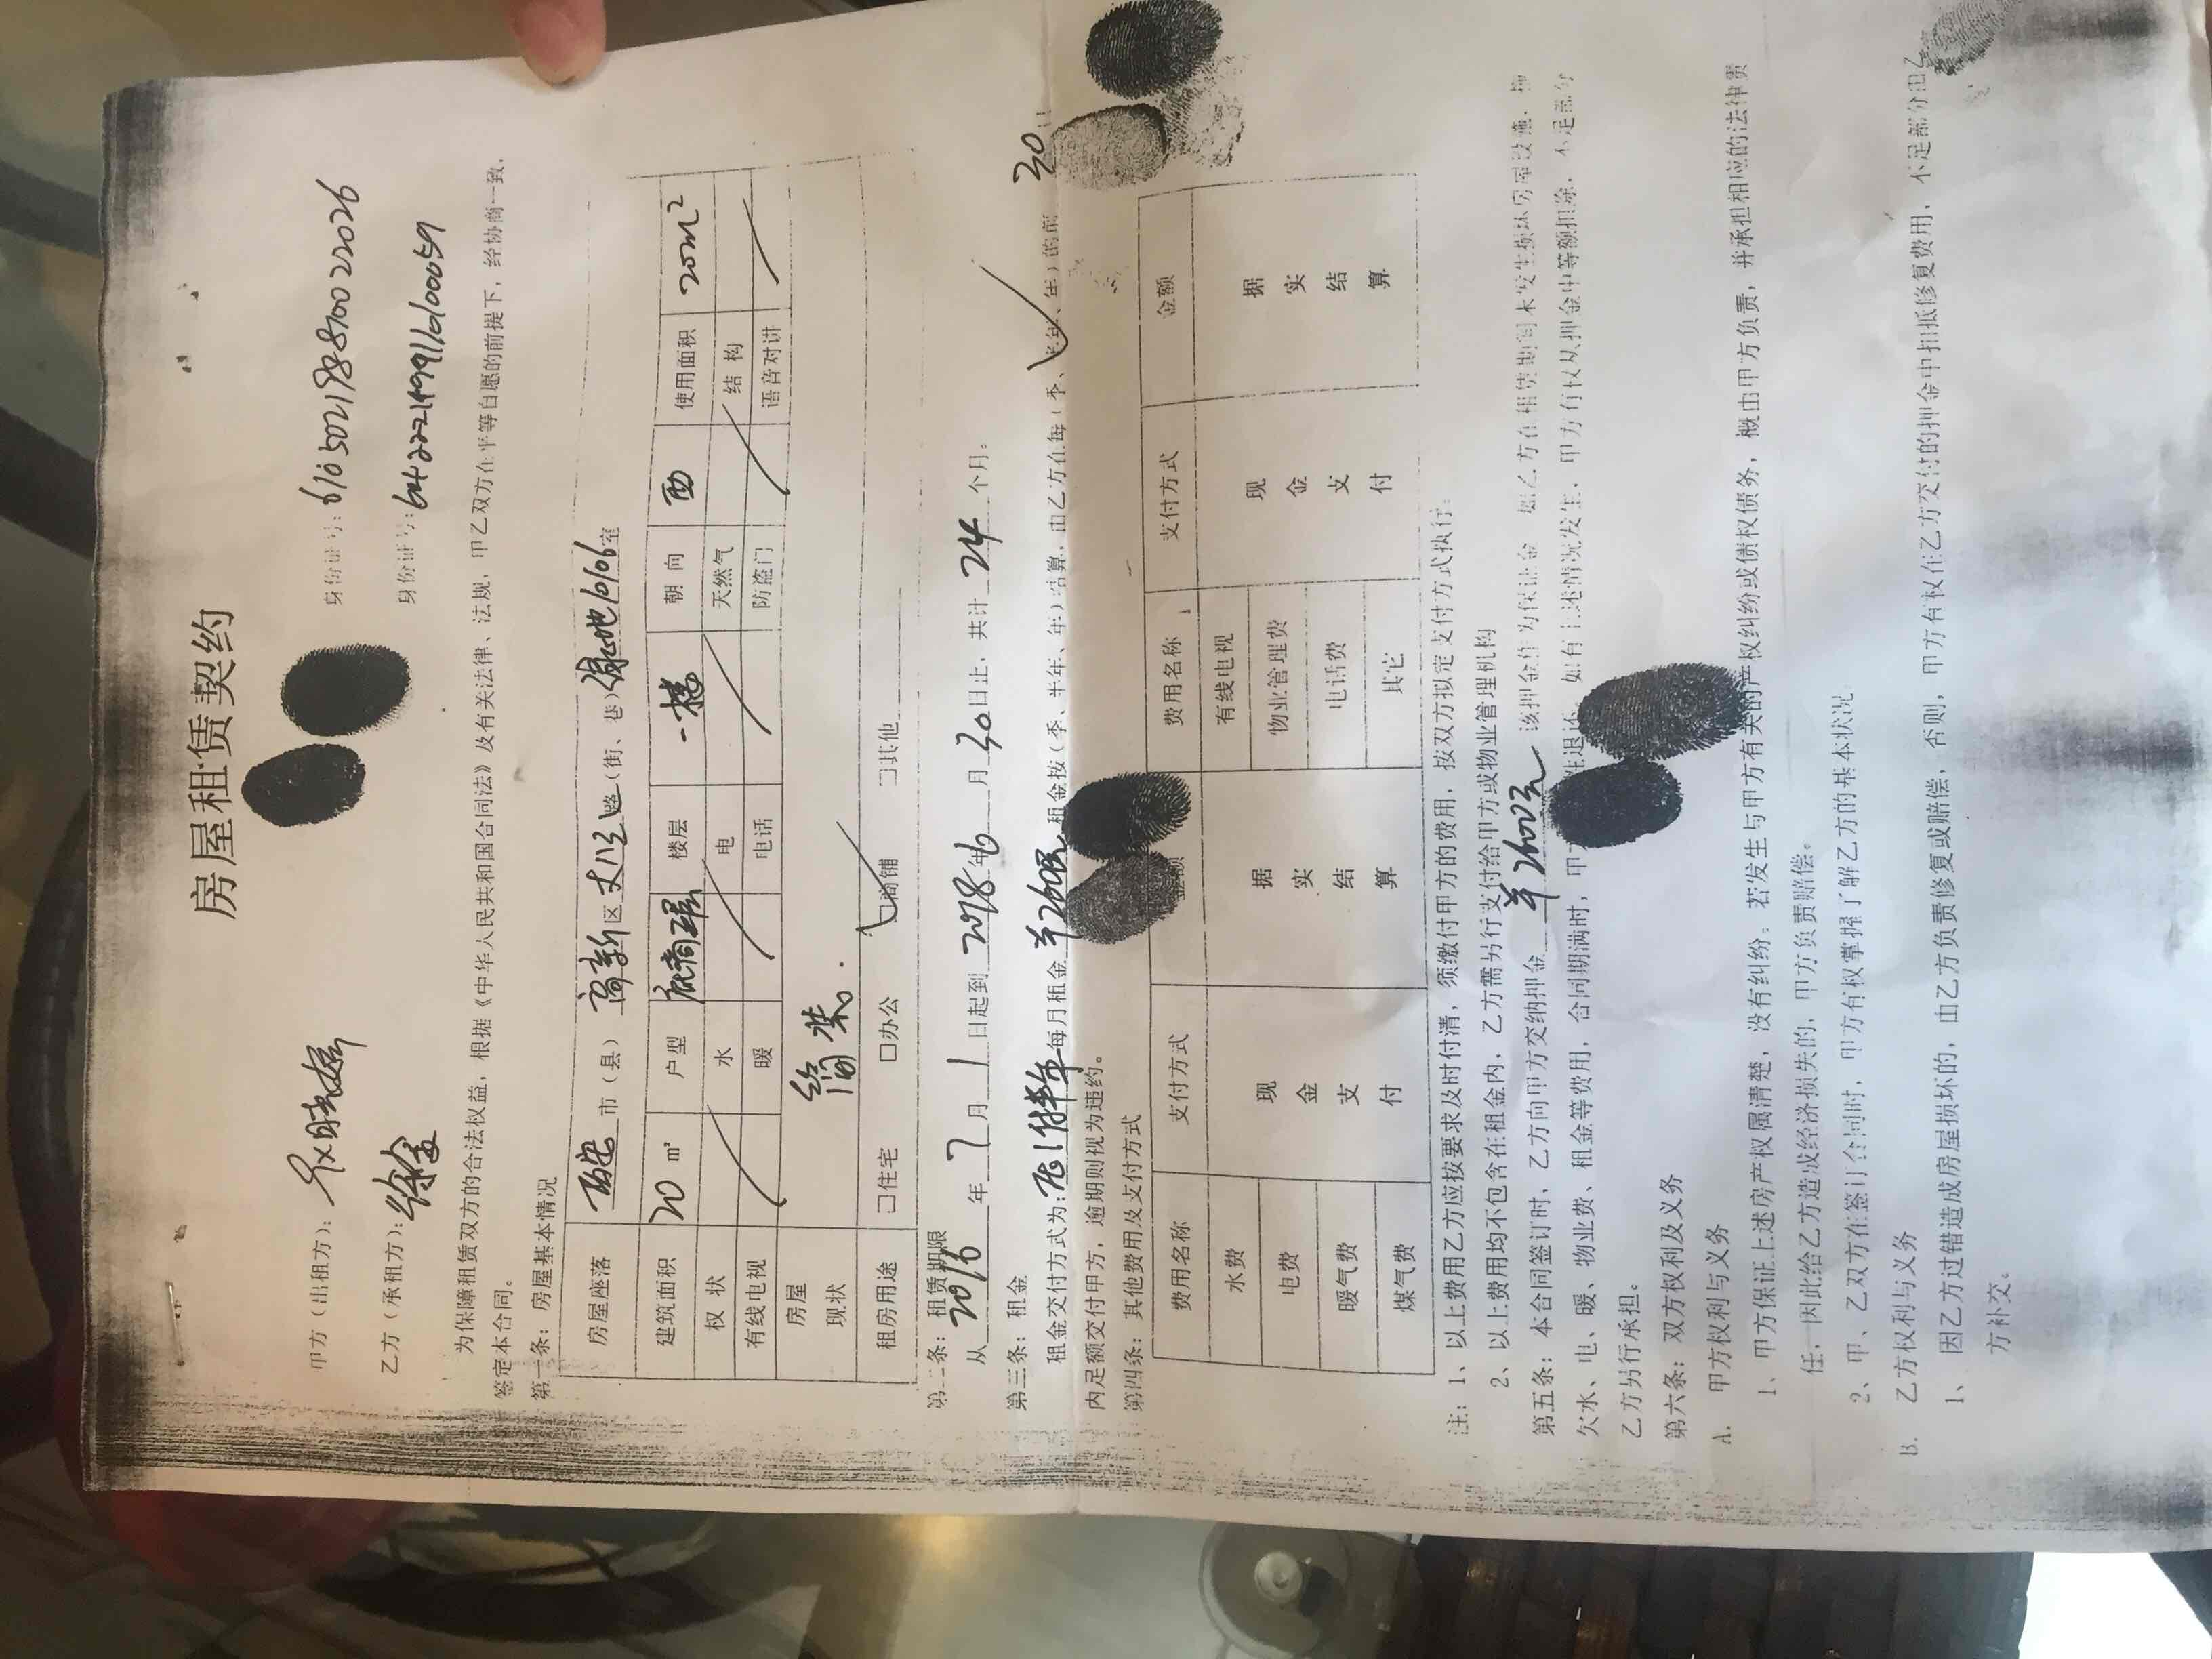 房屋租赁契约
甲方（出租方）：
身份证号：610502198810022026
乙方（承租方）：徐金
身份证号：642221199110100059
为保障租赁双方的合法权益，根据《中华人民共和国合同法》及有关法律、法规，甲乙双方在平等自愿的前提下，经协商一致，
签定本合同。
第一条：房屋基本情况
房屋座落 西安 市（县） 高新 区 丈八三 路（街、巷） 绿地10106 室
建筑面积 20 m² 户型 楼层 一楼 朝向 西 使用面积 20m²
权状 水 电 天然气 结构
有线电视 暖 电话 防盗门 语音对讲
房屋
现状 简装.
租房用途 □住宅 □办公 □商铺 □其他
第二条：租赁期限
从 2016 年 7 月 1 日起到 2018 年 6 月 30 日止，共计 24 个月。
第三条：租金
租金交付方式为：压1付半年 每月租金 ￥2600元 租金按（季、半年、年）结算，由乙方在每（季、半年、年）的前 30 日
内足额交付甲方，逾期则视为违约。
第四条：其他费用及支付方式
费用名称 支付方式 金额 费用名称 支付方式 金额
水费 现金支付 据实结算 有线电视 现金支付 据实结算
电费 物业管理费
暖气费 电话费
煤气费 其它
注：1、以上费用乙方应按要求及时付清，须缴付甲方的费用，按双方拟定支付方式执行。
2、以上费用均不包含在租金内，乙方需另行支付给甲方或物业管理机构
第五条：本合同签订时，乙方向甲方交纳押金 ￥2600元 该押金作为保证金，如乙方在租赁期间未发生损坏房屋设施，拖
欠水、电、暖、物业费、租金等费用，合同期满时，甲方 性退还。如有上述情况发生，甲方有权从押金中等额扣除，不足部分
乙方另行承担。
第六条：双方权利及义务
A. 甲方权利与义务
1、甲方保证上述房产权属清楚，没有纠纷。若发生与甲方有关的产权纠纷或债权债务，概由甲方负责，并承担相应的法律责
任，因此给乙方造成经济损失的，甲方负责赔偿。
2、甲、乙双方在签订合同时，甲方有权掌握了解乙方的基本状况
B. 乙方权利与义务
1、因乙方过错造成房屋损坏的，由乙方负责修复或赔偿，否则，甲方有权在乙方交付的押金中扣抵修复费用，不足部分由乙
方补交。